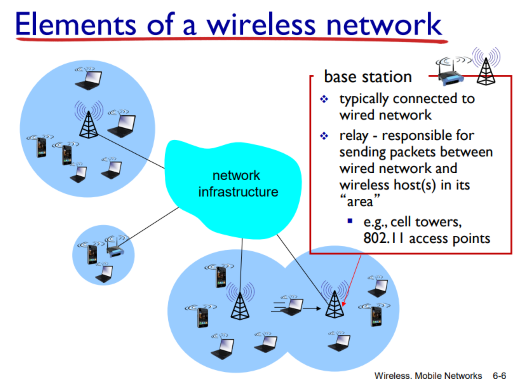 Elements of a wireless network
base station
❖ typically connected to
wired network
❖ relay - responsible for
sending packets between
wired network and
wireless host(s) in its
“area”
▪ e.g., cell towers,
802.11 access points
network
infrastructure
Wireless, Mobile Networks 6-6